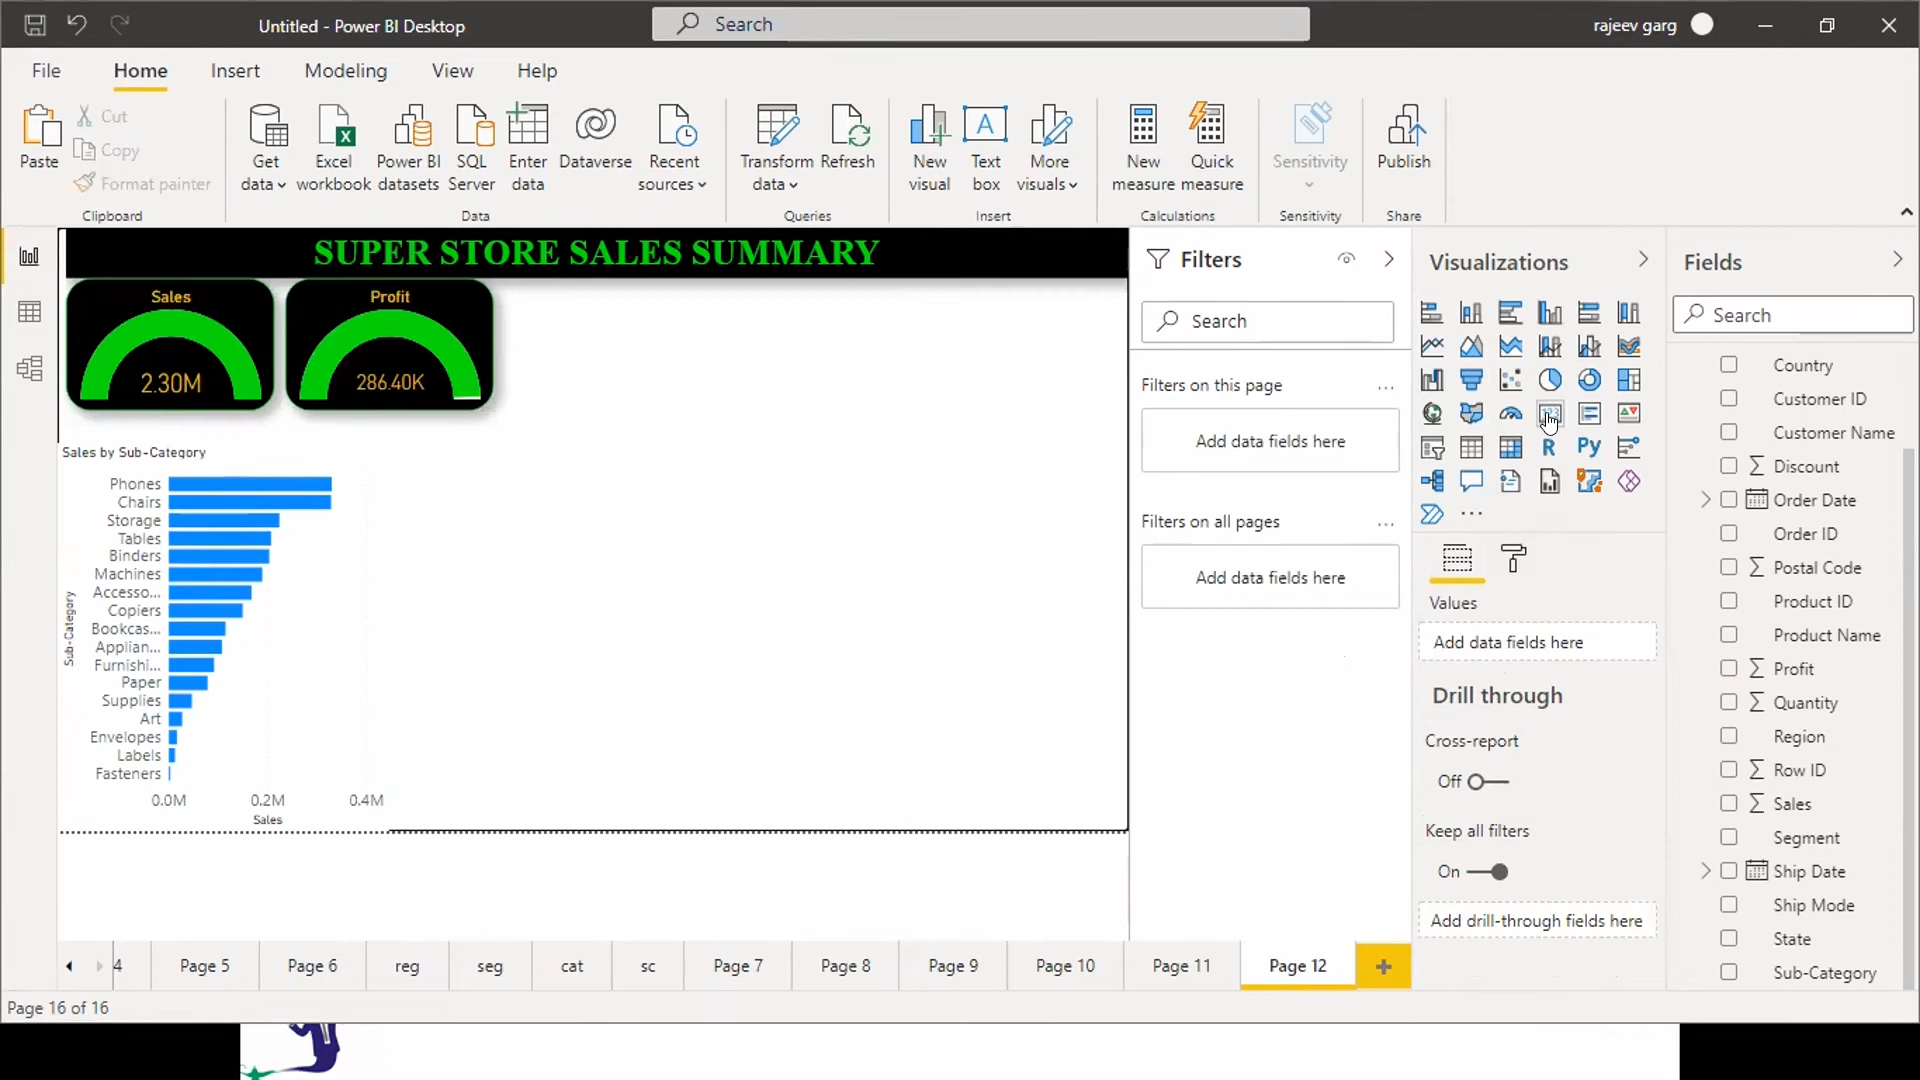 Untitled - Power BI Desktop
Search
rajeev garg
File
Home
Insert
Modeling
View
Help
Paste
Cut
Copy
Format painter
Clipboard
Get data
Excel workbook
Power BI datasets
SQL Server
Enter data
Dataverse
Recent sources
Data
Transform data
Refresh
Queries
New visual
Text box
More visuals
Insert
New measure
Quick measure
Calculations
Sensitivity
Sensitivity
Publish
Share
SUPER STORE SALES SUMMARY
Sales
2.30M
Profit
286.40K
Sales by Sub-Category
Sub-Category
Phones
Chairs
Storage
Tables
Binders
Machines
Accesso...
Copiers
Bookcas...
Applian...
Furnishi...
Paper
Supplies
Art
Envelopes
Labels
Fasteners
0.0M 0.2M 0.4M
Sales
Filters
Search
Filters on this page
Add data fields here
Filters on all pages
Add data fields here
Visualizations
123
R
Py
Values
Add data fields here
Drill through
Cross-report
Off
Keep all filters
On
Add drill-through fields here
Fields
Search
Country
Customer ID
Customer Name
Discount
Order Date
Order ID
Postal Code
Product ID
Product Name
Profit
Quantity
Region
Row ID
Sales
Segment
Ship Date
Ship Mode
State
Sub-Category
4
Page 5
Page 6
reg
seg
cat
sc
Page 7
Page 8
Page 9
Page 10
Page 11
Page 12
Page 16 of 16